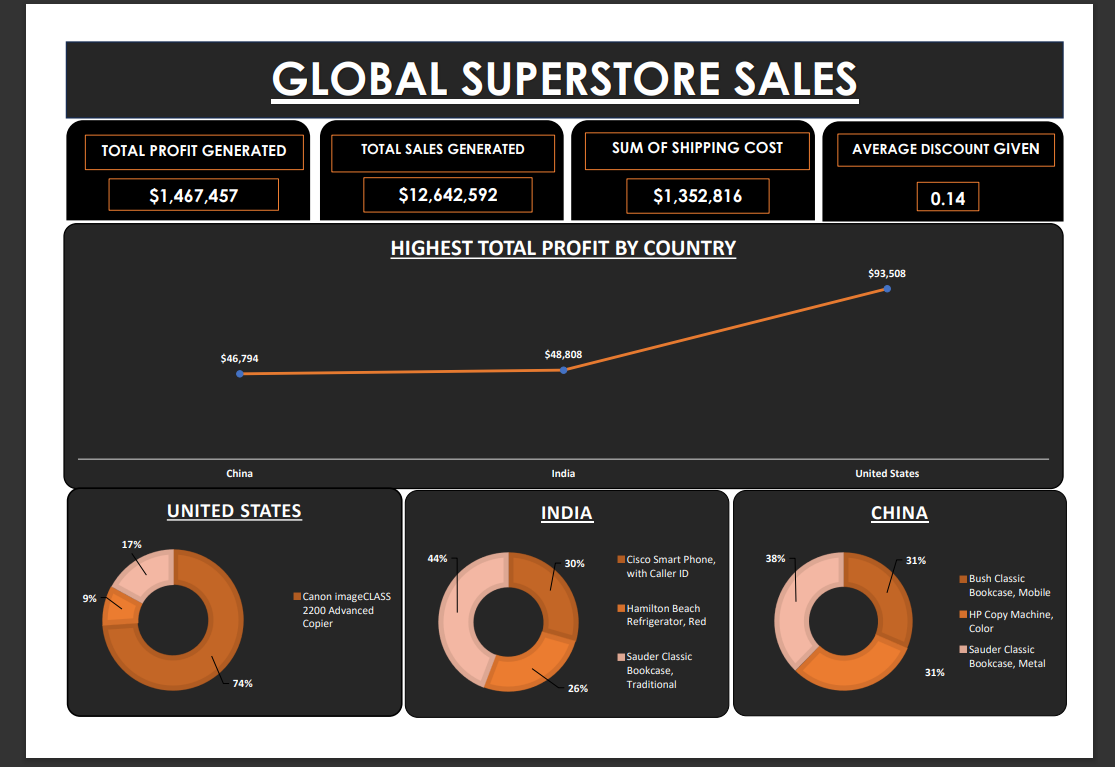 GLOBAL SUPERSTORE SALES
TOTAL PROFIT GENERATED
$1,467,457
TOTAL SALES GENERATED
$12,642,592
SUM OF SHIPPING COST
$1,352,816
AVERAGE DISCOUNT GIVEN
0.14
HIGHEST TOTAL PROFIT BY COUNTRY
$46,794
$48,808
$93,508
China
India
United States
UNITED STATES
17%
9%
74%
Canon imageCLASS
2200 Advanced
Copier
INDIA
44%
30%
26%
Cisco Smart Phone,
with Caller ID
Hamilton Beach
Refrigerator, Red
Sauder Classic
Bookcase,
Traditional
CHINA
38%
31%
31%
Bush Classic
Bookcase, Mobile
HP Copy Machine,
Color
Sauder Classic
Bookcase, Metal